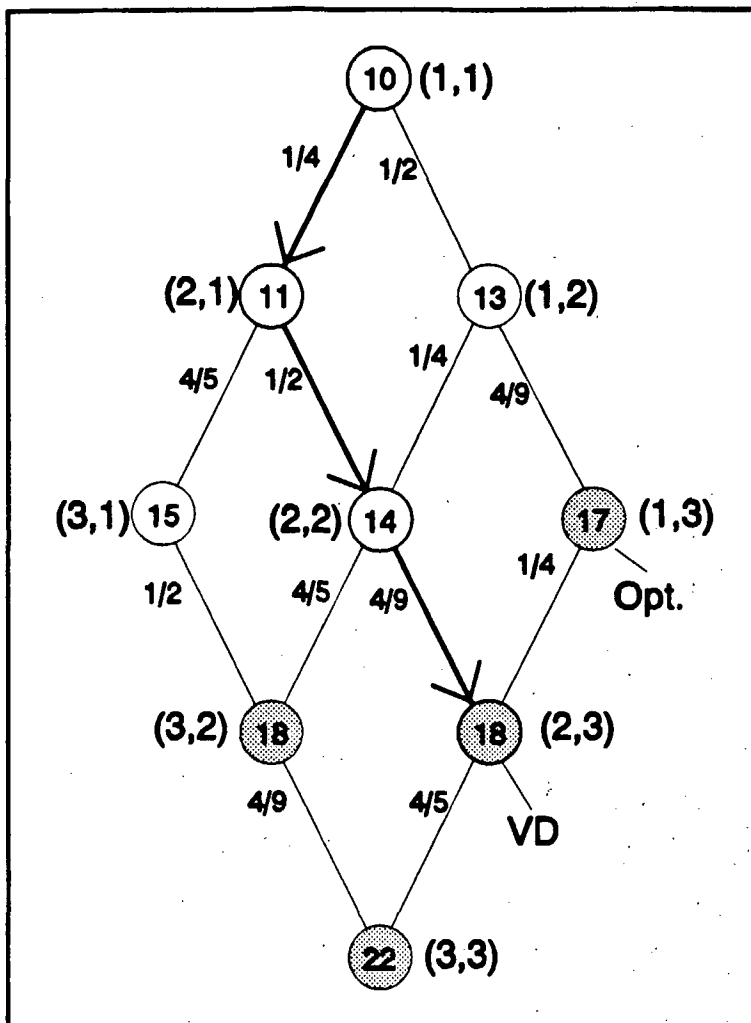 10 (1,1)
1/4 1/2
(2,1) 11 13 (1,2)
4/5 1/2 1/4 4/9
(3,1) 15 (2,2) 14 17 (1,3)
1/2 4/5 4/9 1/4 Opt.
(3,2) 18 18 (2,3)
4/9 4/5 VD
22 (3,3)